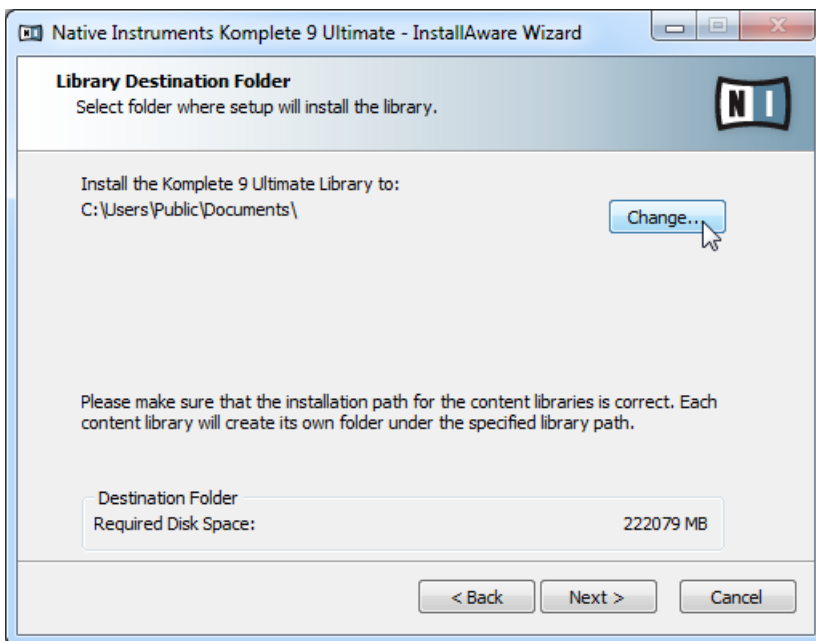 Native Instruments Komplete 9 Ultimate - InstallAware Wizard
Library Destination Folder
Select folder where setup will install the library.
N I
Install the Komplete 9 Ultimate Library to:
C:\Users\Public\Documents\
Change...
Please make sure that the installation path for the content libraries is correct. Each
content library will create its own folder under the specified library path.
Destination Folder
Required Disk Space: 222079 MB
< Back Next > Cancel